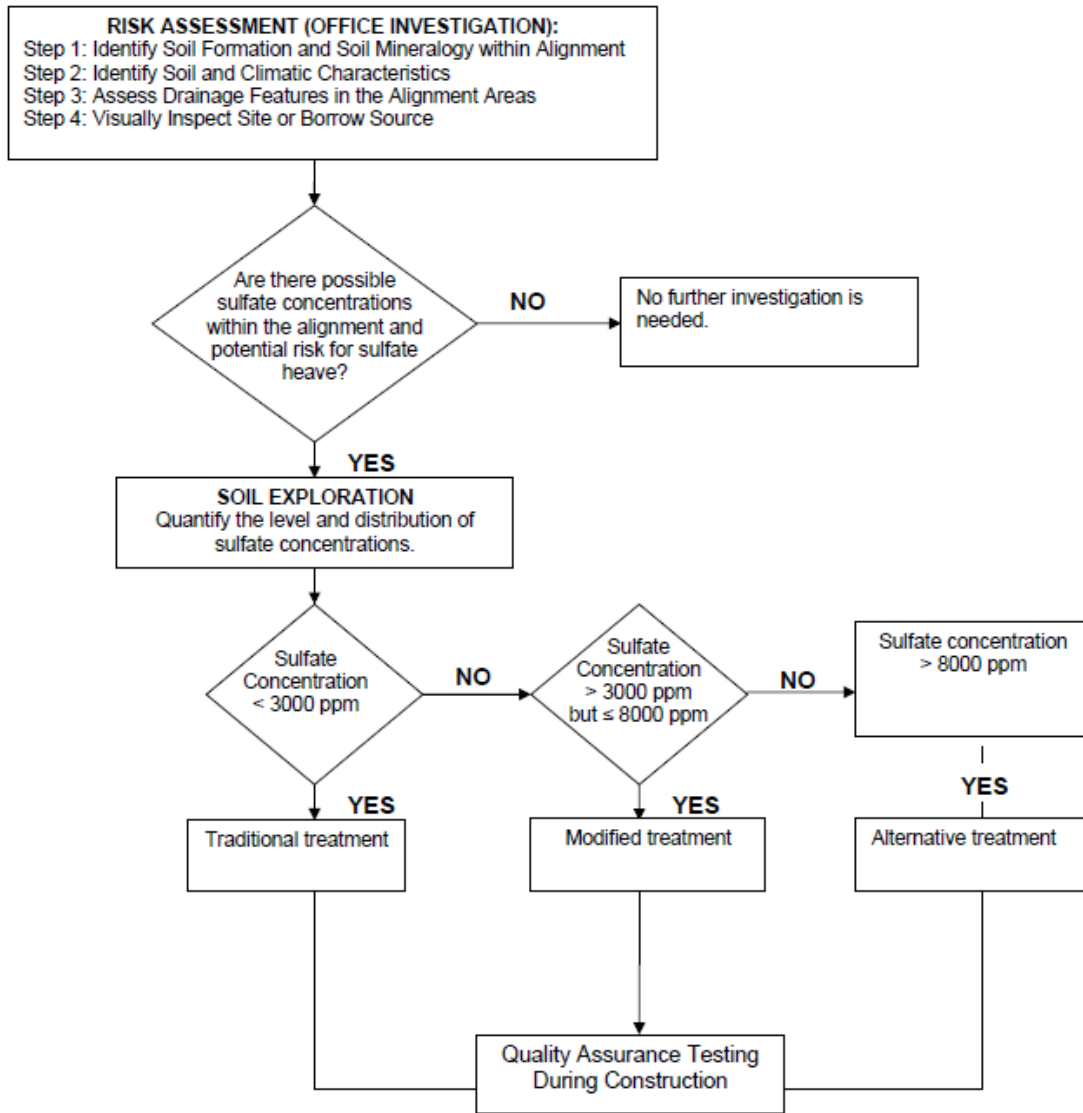 RISK ASSESSMENT (OFFICE INVESTIGATION):
Step 1: Identify Soil Formation and Soil Mineralogy within Alignment
Step 2: Identify Soil and Climatic Characteristics
Step 3: Assess Drainage Features in the Alignment Areas
Step 4: Visually Inspect Site or Borrow Source
Are there possible
sulfate concentrations
within the alignment and
potential risk for sulfate
heave?
NO
No further investigation is
needed.
YES
SOIL EXPLORATION
Quantify the level and distribution of
sulfate concentrations.
Sulfate
Concentration
< 3000 ppm
NO
Sulfate
Concentration
> 3000 ppm
but ≤ 8000 ppm
NO
Sulfate concentration
> 8000 ppm
YES
YES
YES
Traditional treatment
Modified treatment
Alternative treatment
Quality Assurance Testing
During Construction